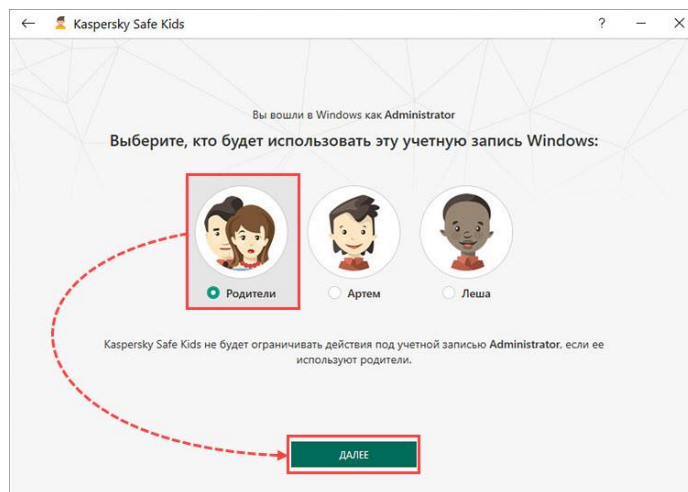 Kaspersky Safe Kids
Вы вошли в Windows как Administrator
Выберите, кто будет использовать эту учетную запись Windows:
Родители Артем Леша
Kaspersky Safe Kids не будет ограничивать действия под учетной записью Administrator, если ее
используют родители.
ДАЛЕЕ